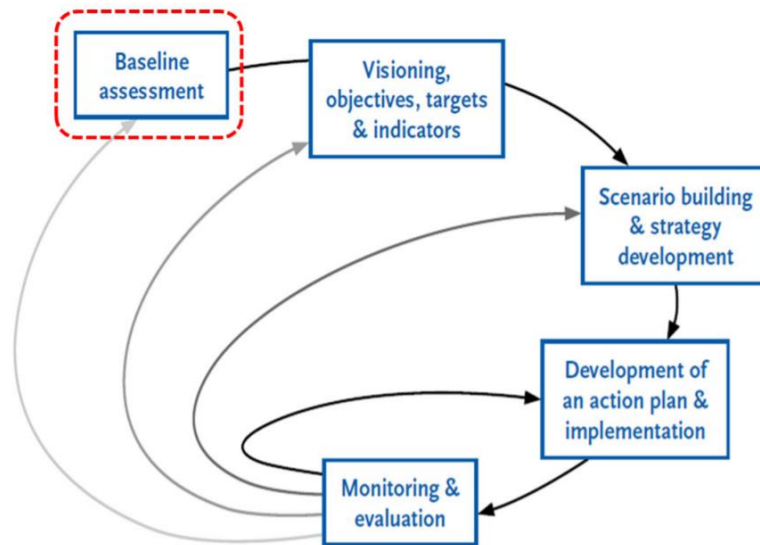 Baseline
assessment
Visioning,
objectives, targets
& indicators
Scenario building
& strategy
development
Development of
an action plan &
implementation
Monitoring &
evaluation